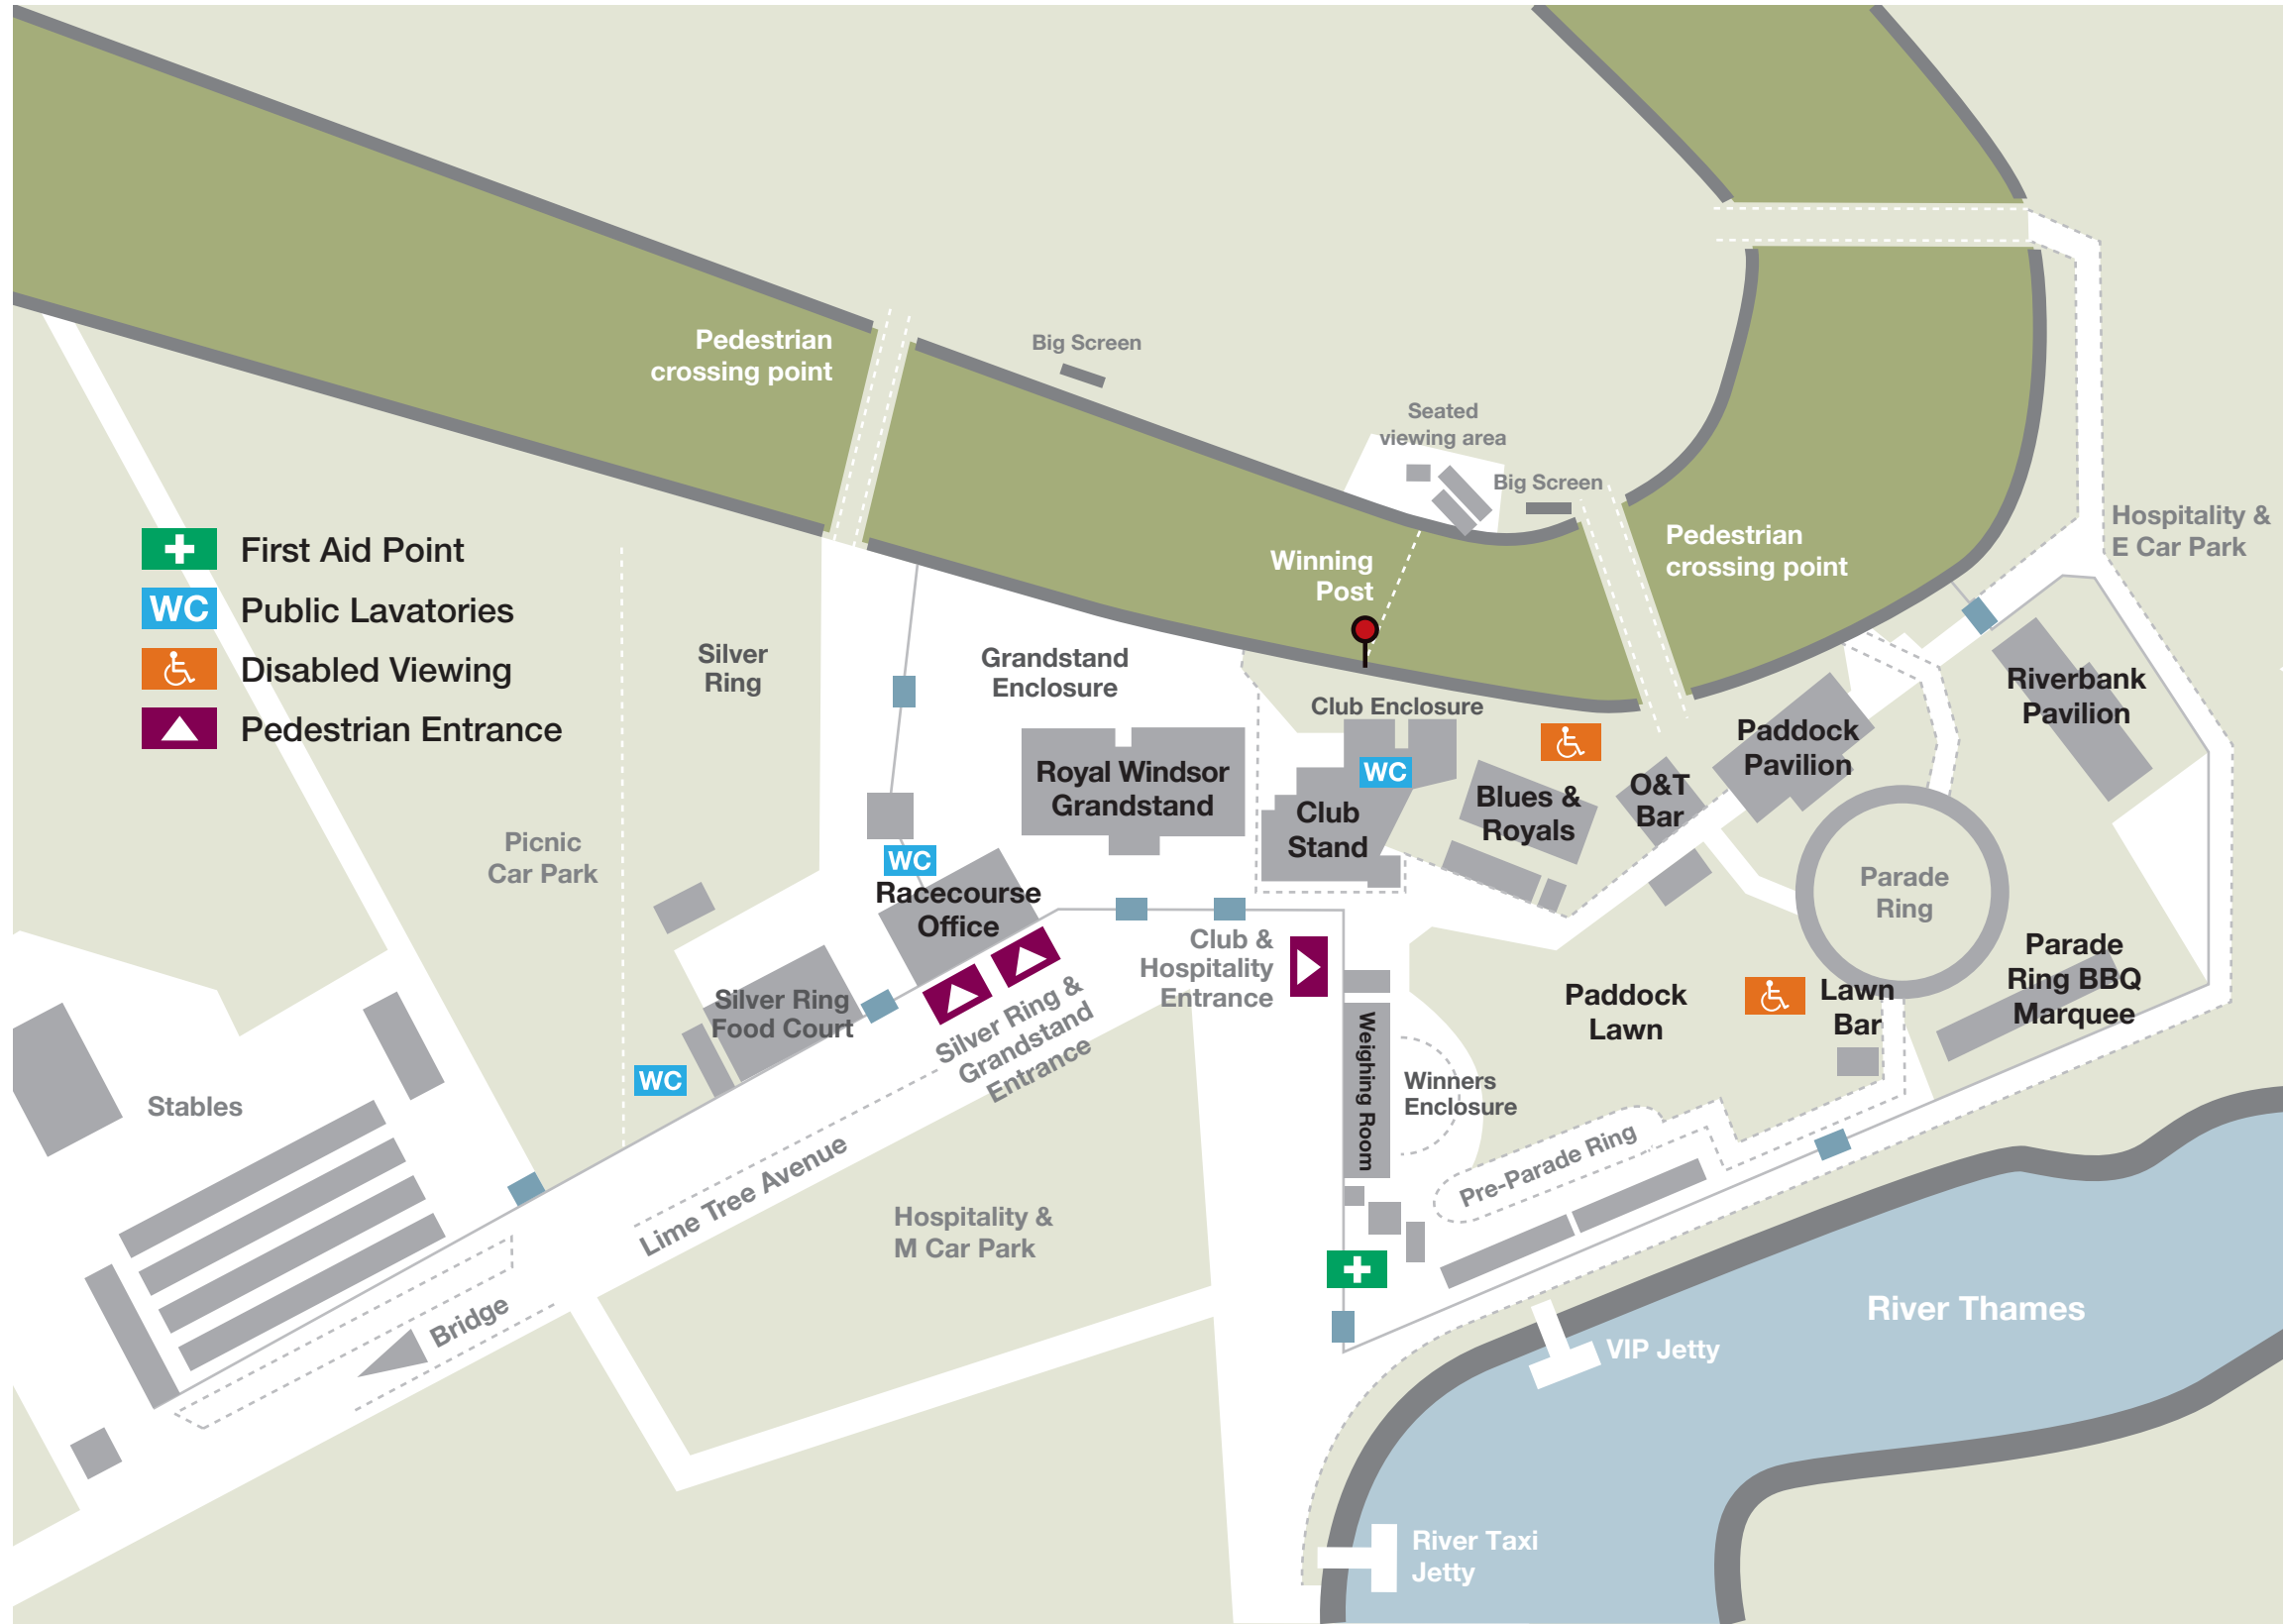 Pedestrian
crossing point
Big Screen
Seated
viewing area
Big Screen
Pedestrian
crossing point
Winning
Post
Hospitality &
E Car Park
First Aid Point
WC
Public Lavatories
Disabled Viewing
Pedestrian Entrance
Silver
Ring
Grandstand
Enclosure
Club Enclosure
Riverbank
Pavilion
Paddock
Pavilion
Royal Windsor
Grandstand
WC
Club
Stand
Blues &
Royals
O&T
Bar
Picnic
Car Park
WC
Racecourse
Office
Parade
Ring
Club &
Hospitality
Entrance
Parade
Ring BBQ
Marquee
Paddock
Lawn
Lawn
Bar
Silver Ring
Food Court
Silver Ring &
Grandstand
Entrance
WC
Stables
Weighing Room
Winners
Enclosure
Pre-Parade Ring
Lime Tree Avenue
Hospitality &
M Car Park
Bridge
River Thames
VIP Jetty
River Taxi
Jetty